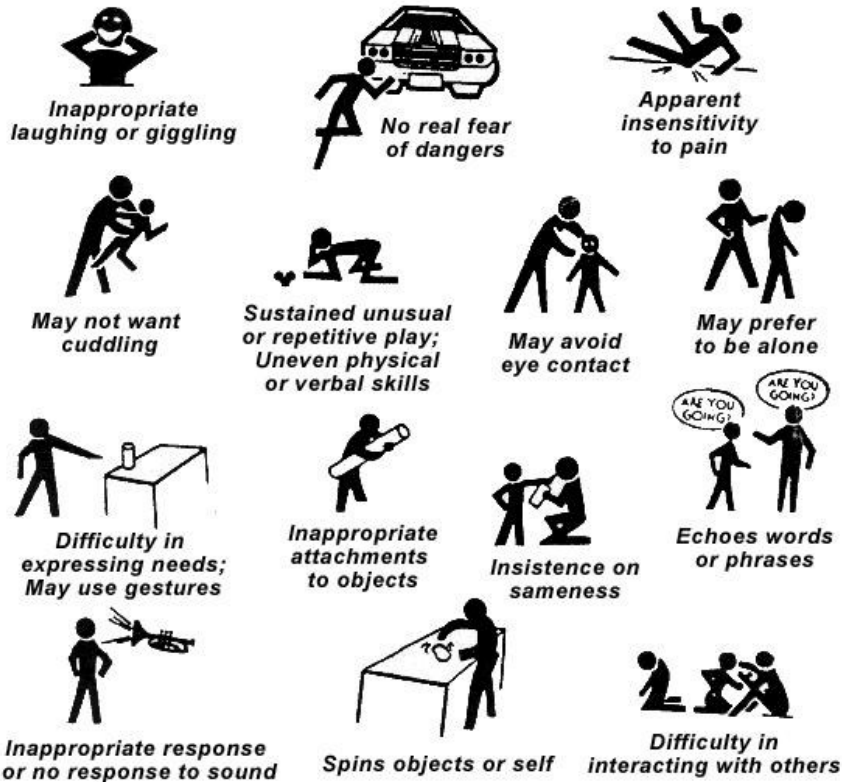 Inappropriate
laughing or giggling
No real fear
of dangers
Apparent
insensitivity
to pain
May not want
cuddling
Sustained unusual
or repetitive play;
Uneven physical
or verbal skills
May avoid
eye contact
May prefer
to be alone
Difficulty in
expressing needs;
May use gestures
Inappropriate
attachments
to objects
Insistence on
sameness
ARE YOU
GOING?
ARE YOU
GOING?
Echoes words
or phrases
Inappropriate response
or no response to sound
Spins objects or self
Difficulty in
interacting with others